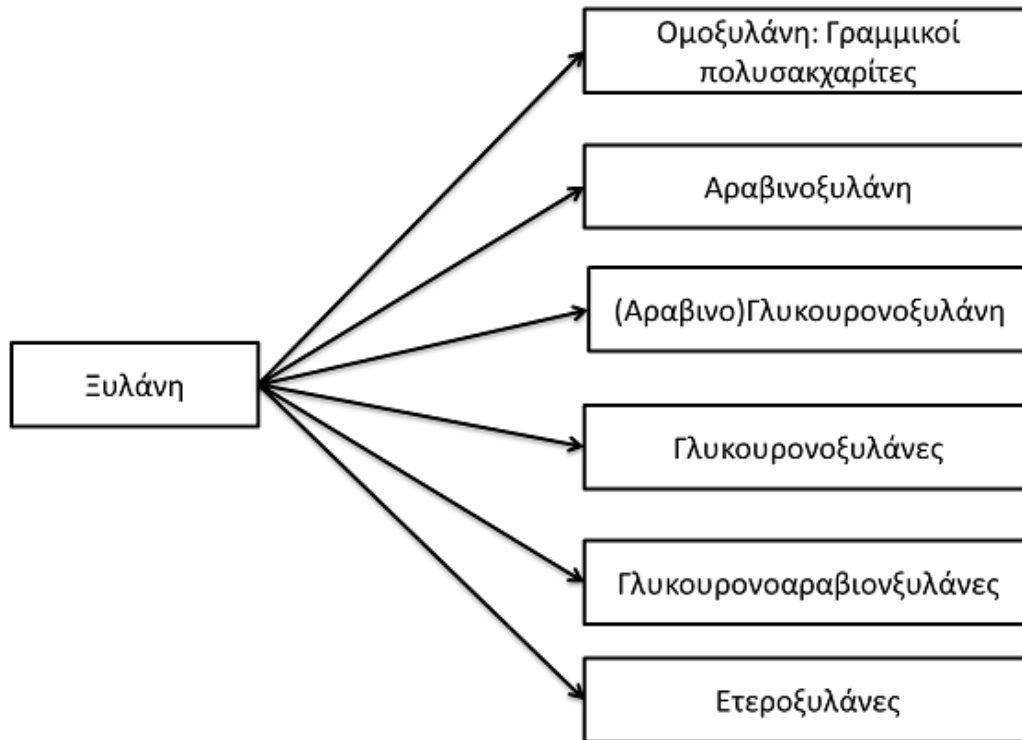 Ομοξυλάνη: Γραμμικοί
πολυσακχαρίτες
Αραβινοξυλάνη
(Αραβινο)Γλυκουρονοξυλάνη
Ξυλάνη
Γλυκουρονοξυλάνες
Γλυκουρονοαραβιονξυλάνες
Ετεροξυλάνες